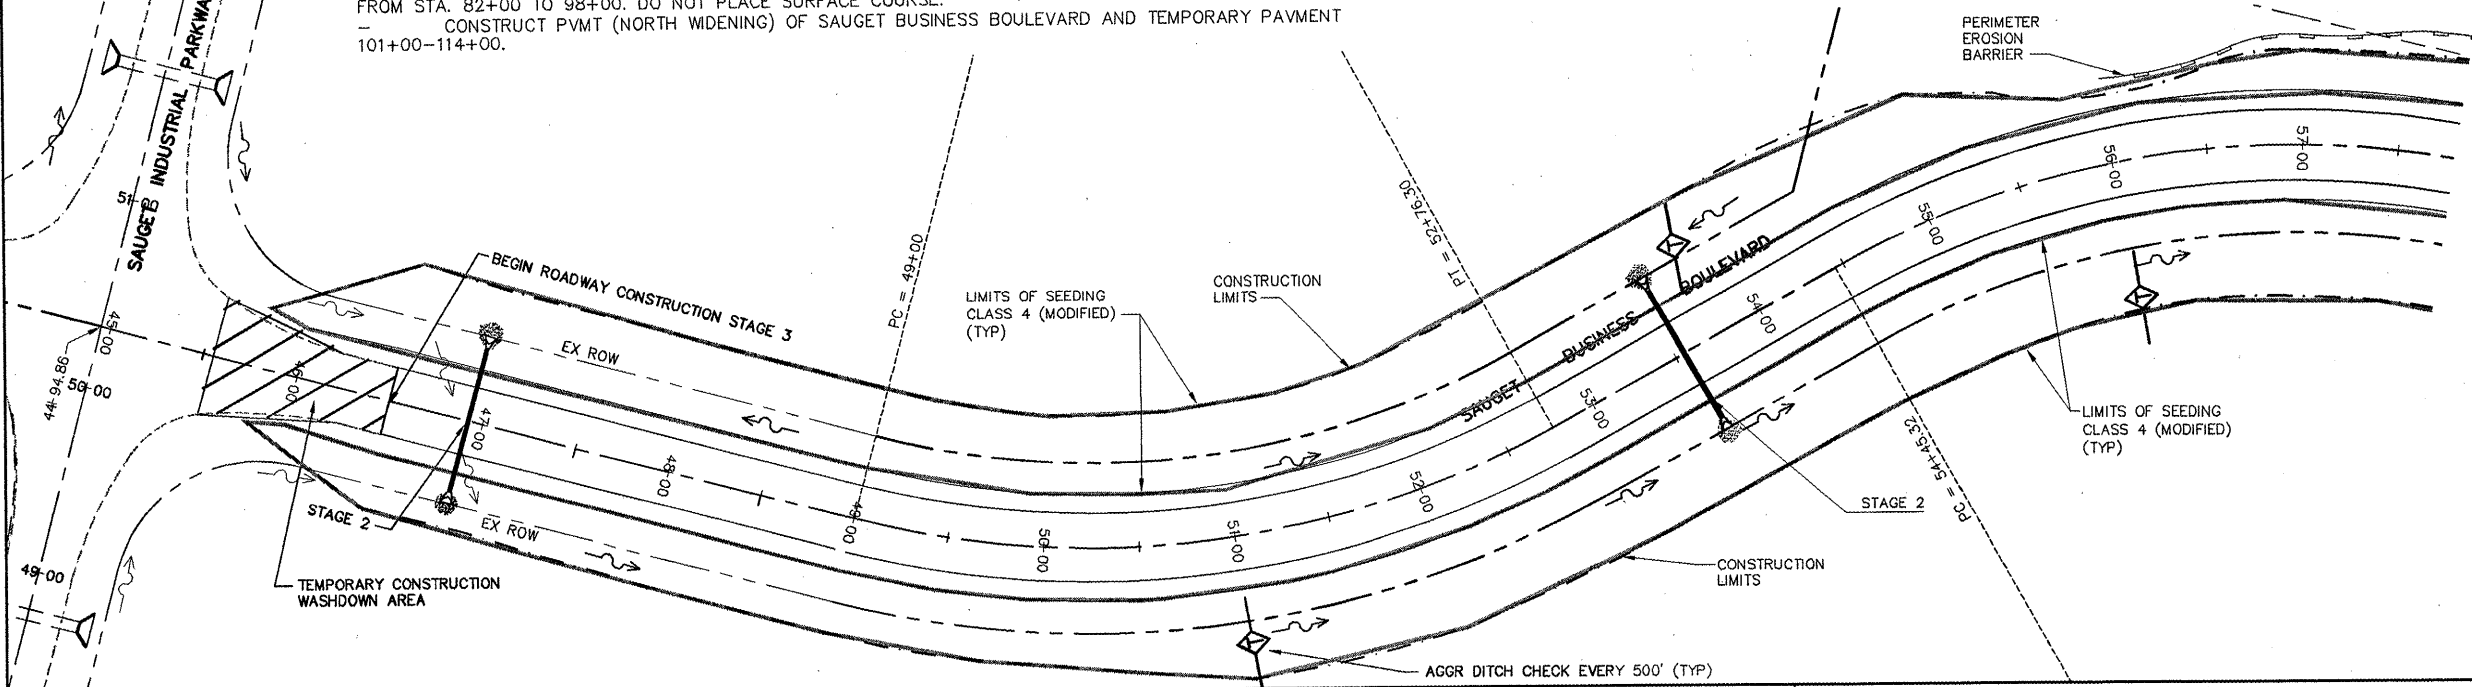 FROM STA. 82+00 TO 98+00. DO NOT PLACE SURFACE COURSE.
– CONSTRUCT PVMT (NORTH WIDENING) OF SAUGET BUSINESS BOULEVARD AND TEMPORARY PAVMENT
101+00-114+00.
PERIMETER
EROSION
BARRIER
SAUGET INDUSTRIAL PARKWA
BEGIN ROADWAY CONSTRUCTION STAGE 3
PC = 49+00
PT = 52+76.30
CONSTRUCTION
LIMITS
LIMITS OF SEEDING
CLASS 4 (MODIFIED)
(TYP)
EX ROW
SAUGET BUSINESS BOULEVARD
45+00
44+94.86
50+00
46+00
47+00
48+00
49+00
50+00
51+00
52+00
53+00
54+00
55+00
56+00
57+00
LIMITS OF SEEDING
CLASS 4 (MODIFIED)
(TYP)
PC = 54+45.32
STAGE 2
STAGE 2
EX ROW
49+00
TEMPORARY CONSTRUCTION
WASHDOWN AREA
CONSTRUCTION
LIMITS
AGGR DITCH CHECK EVERY 500' (TYP)